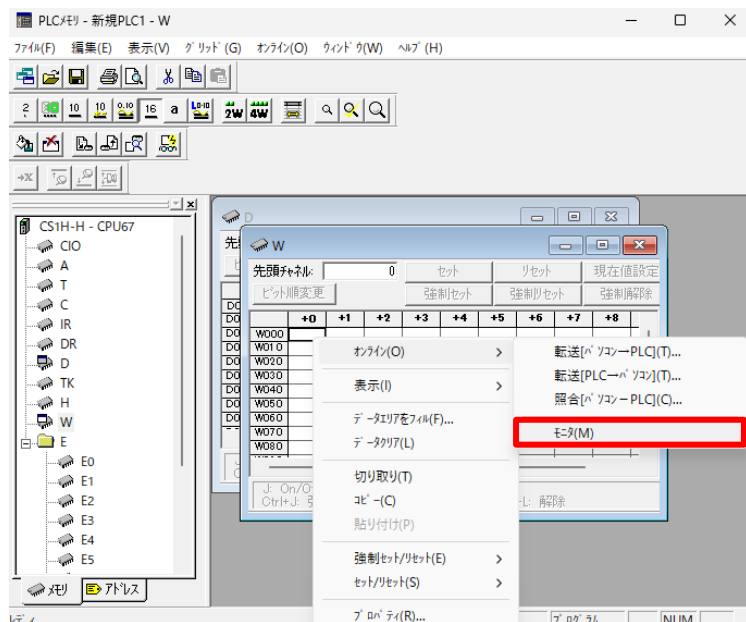 PLCメモリ - 新規PLC1 - W
ファイル(F) 編集(E) 表示(V) グリッド(G) オンライン(O) ウィンドウ(W) ヘルプ(H)
CS1H-H - CPU67
CIO
A
T
C
IR
DR
D
TK
H
W
E
E0
E1
E2
E3
E4
E5
メモリ アドレス
D
W
先頭チャネル: 0 セット リセット 現在値設定
ビット順変更 強制セット 強制リセット 強制解除
+0 +1 +2 +3 +4 +5 +6 +7 +8
W000
W010
W020
W030
W040
W050
W060
W070
W080
オンライン(O)
表示(I)
データエリアをフィル(F)...
データクリア(L)
切り取り(T)
コピー(C)
貼り付け(P)
強制セット/リセット(E)
セット/リセット(S)
プロパティ(R)...
転送[パソコン→PLC](T)...
転送[PLC→パソコン](T)...
照合[パソコン－PLC](C)...
モニタ(M)
J: On/O
Ctrl+J: 
-L: 解除
プログラム NUM